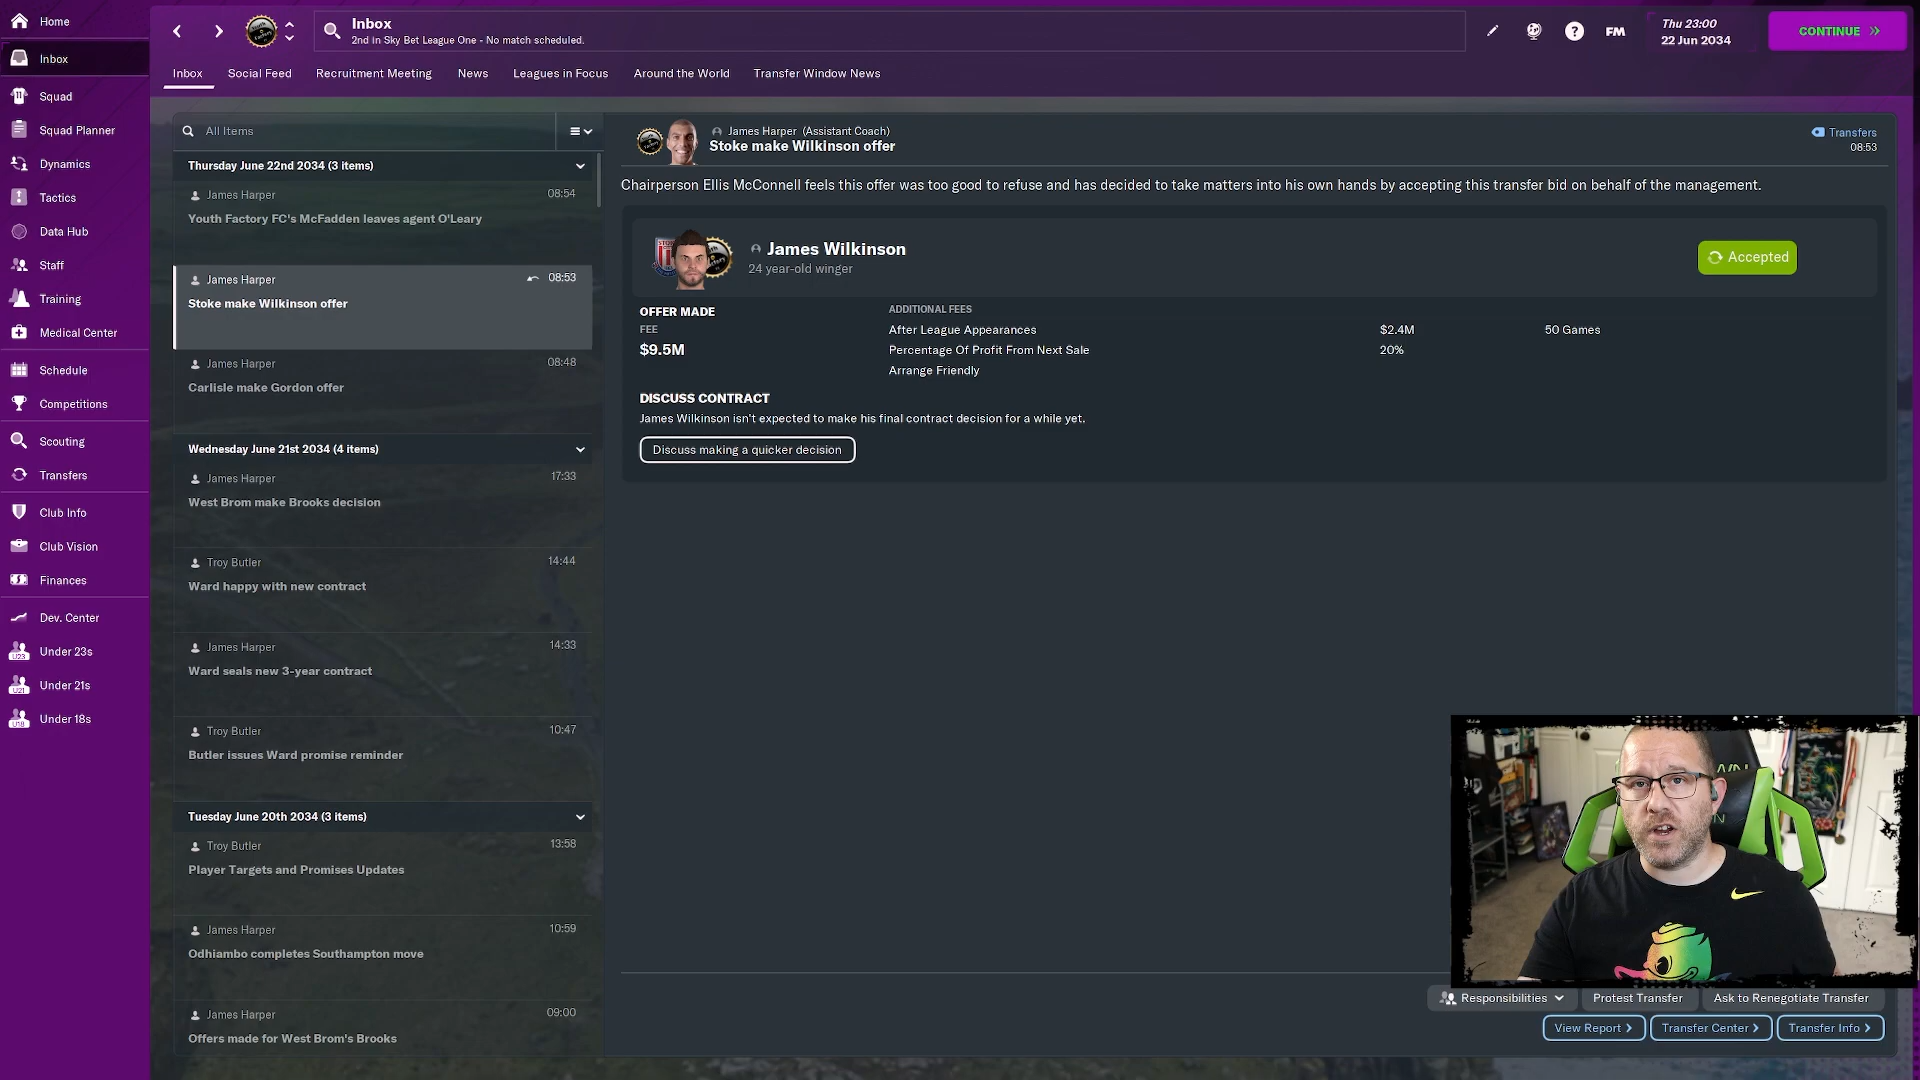 Home
Inbox
Squad
Squad Planner
Dynamics
Tactics
Data Hub
Staff
Training
Medical Center
Schedule
Competitions
Scouting
Transfers
Club Info
Club Vision
Finances
Dev. Center
U23
Under 23s
U21
Under 21s
U18
Under 18s
Inbox
2nd in Sky Bet League One - No match scheduled.
FM
Thu 23:00
22 Jun 2034
CONTINUE
Inbox
Social Feed
Recruitment Meeting
News
Leagues in Focus
Around the World
Transfer Window News
All Items
Thursday June 22nd 2034 (3 items)
James Harper
08:54
Youth Factory FC's McFadden leaves agent O'Leary
James Harper
08:53
Stoke make Wilkinson offer
James Harper
08:48
Carlisle make Gordon offer
Wednesday June 21st 2034 (4 items)
James Harper
17:33
West Brom make Brooks decision
Troy Butler
14:44
Ward happy with new contract
James Harper
14:33
Ward seals new 3-year contract
Troy Butler
10:47
Butler issues Ward promise reminder
Tuesday June 20th 2034 (3 items)
Troy Butler
13:58
Player Targets and Promises Updates
James Harper
10:59
Odhiambo completes Southampton move
James Harper
09:00
Offers made for West Brom's Brooks
James Harper (Assistant Coach)
Stoke make Wilkinson offer
Transfers
08:53
Chairperson Ellis McConnell feels this offer was too good to refuse and has decided to take matters into his own hands by accepting this transfer bid on behalf of the management.
James Wilkinson
24 year-old winger
Accepted
OFFER MADE
FEE
$9.5M
ADDITIONAL FEES
After League Appearances $2.4M 50 Games
Percentage Of Profit From Next Sale 20%
Arrange Friendly
DISCUSS CONTRACT
James Wilkinson isn't expected to make his final contract decision for a while yet.
Discuss making a quicker decision
Responsibilities
Protest Transfer
Ask to Renegotiate Transfer
View Report
Transfer Center
Transfer Info